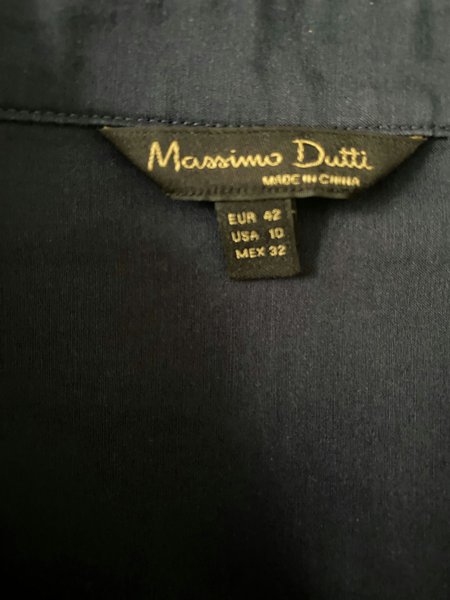 Massimo Dutti
MADE IN CHINA
EUR 42
USA 10
MEX 32